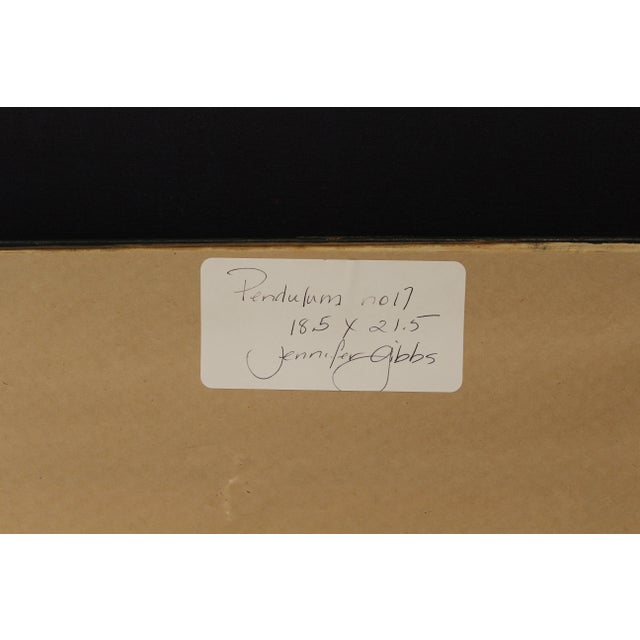 Pendulum no17
18.5 x 21.5
Jennifer Gibbs